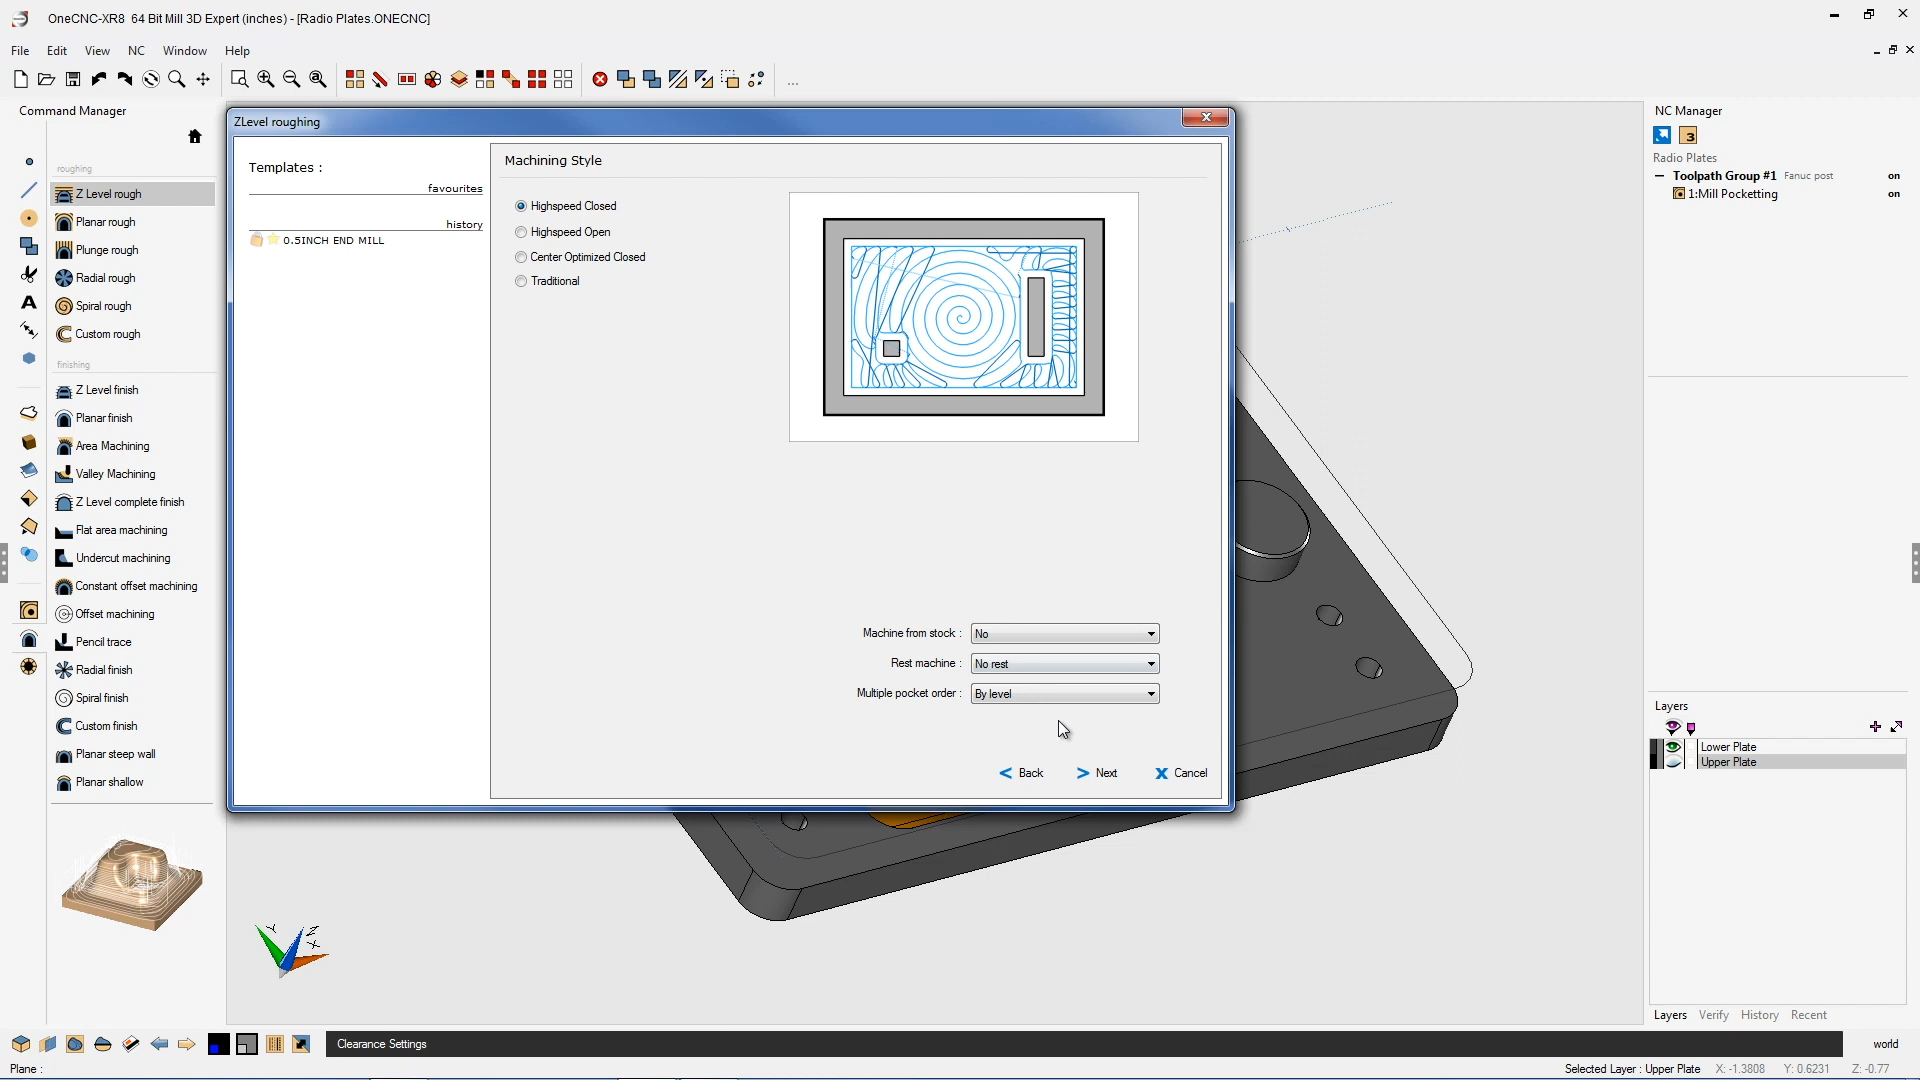 OneCNC-XR8 64 Bit Mill 3D Expert (inches) - [Radio Plates.ONECNC]
File Edit View NC Window Help
...
Command Manager
roughing
Z Level rough
Planar rough
Plunge rough
Radial rough
Spiral rough
Custom rough
finishing
Z Level finish
Planar finish
Area Machining
Valley Machining
Z Level complete finish
Flat area machining
Undercut machining
Constant offset machining
Offset machining
Pencil trace
Radial finish
Spiral finish
Custom finish
Planar steep wall
Planar shallow
ZLevel roughing
Templates :
favourites
history
0.5INCH END MILL
Machining Style
Highspeed Closed
Highspeed Open
Center Optimized Closed
Traditional
Machine from stock : No
Rest machine : No rest
Multiple pocket order : By level
< Back > Next X Cancel
Y Z X
NC Manager
3
Radio Plates
Toolpath Group #1 Fanuc post on
1:Mill Pocketting on
Layers
Lower Plate
Upper Plate
Layers Verify History Recent
Clearance Settings
world
Plane :
Selected Layer : Upper Plate X: -1.3808 Y: 0.6231 Z: -0.77